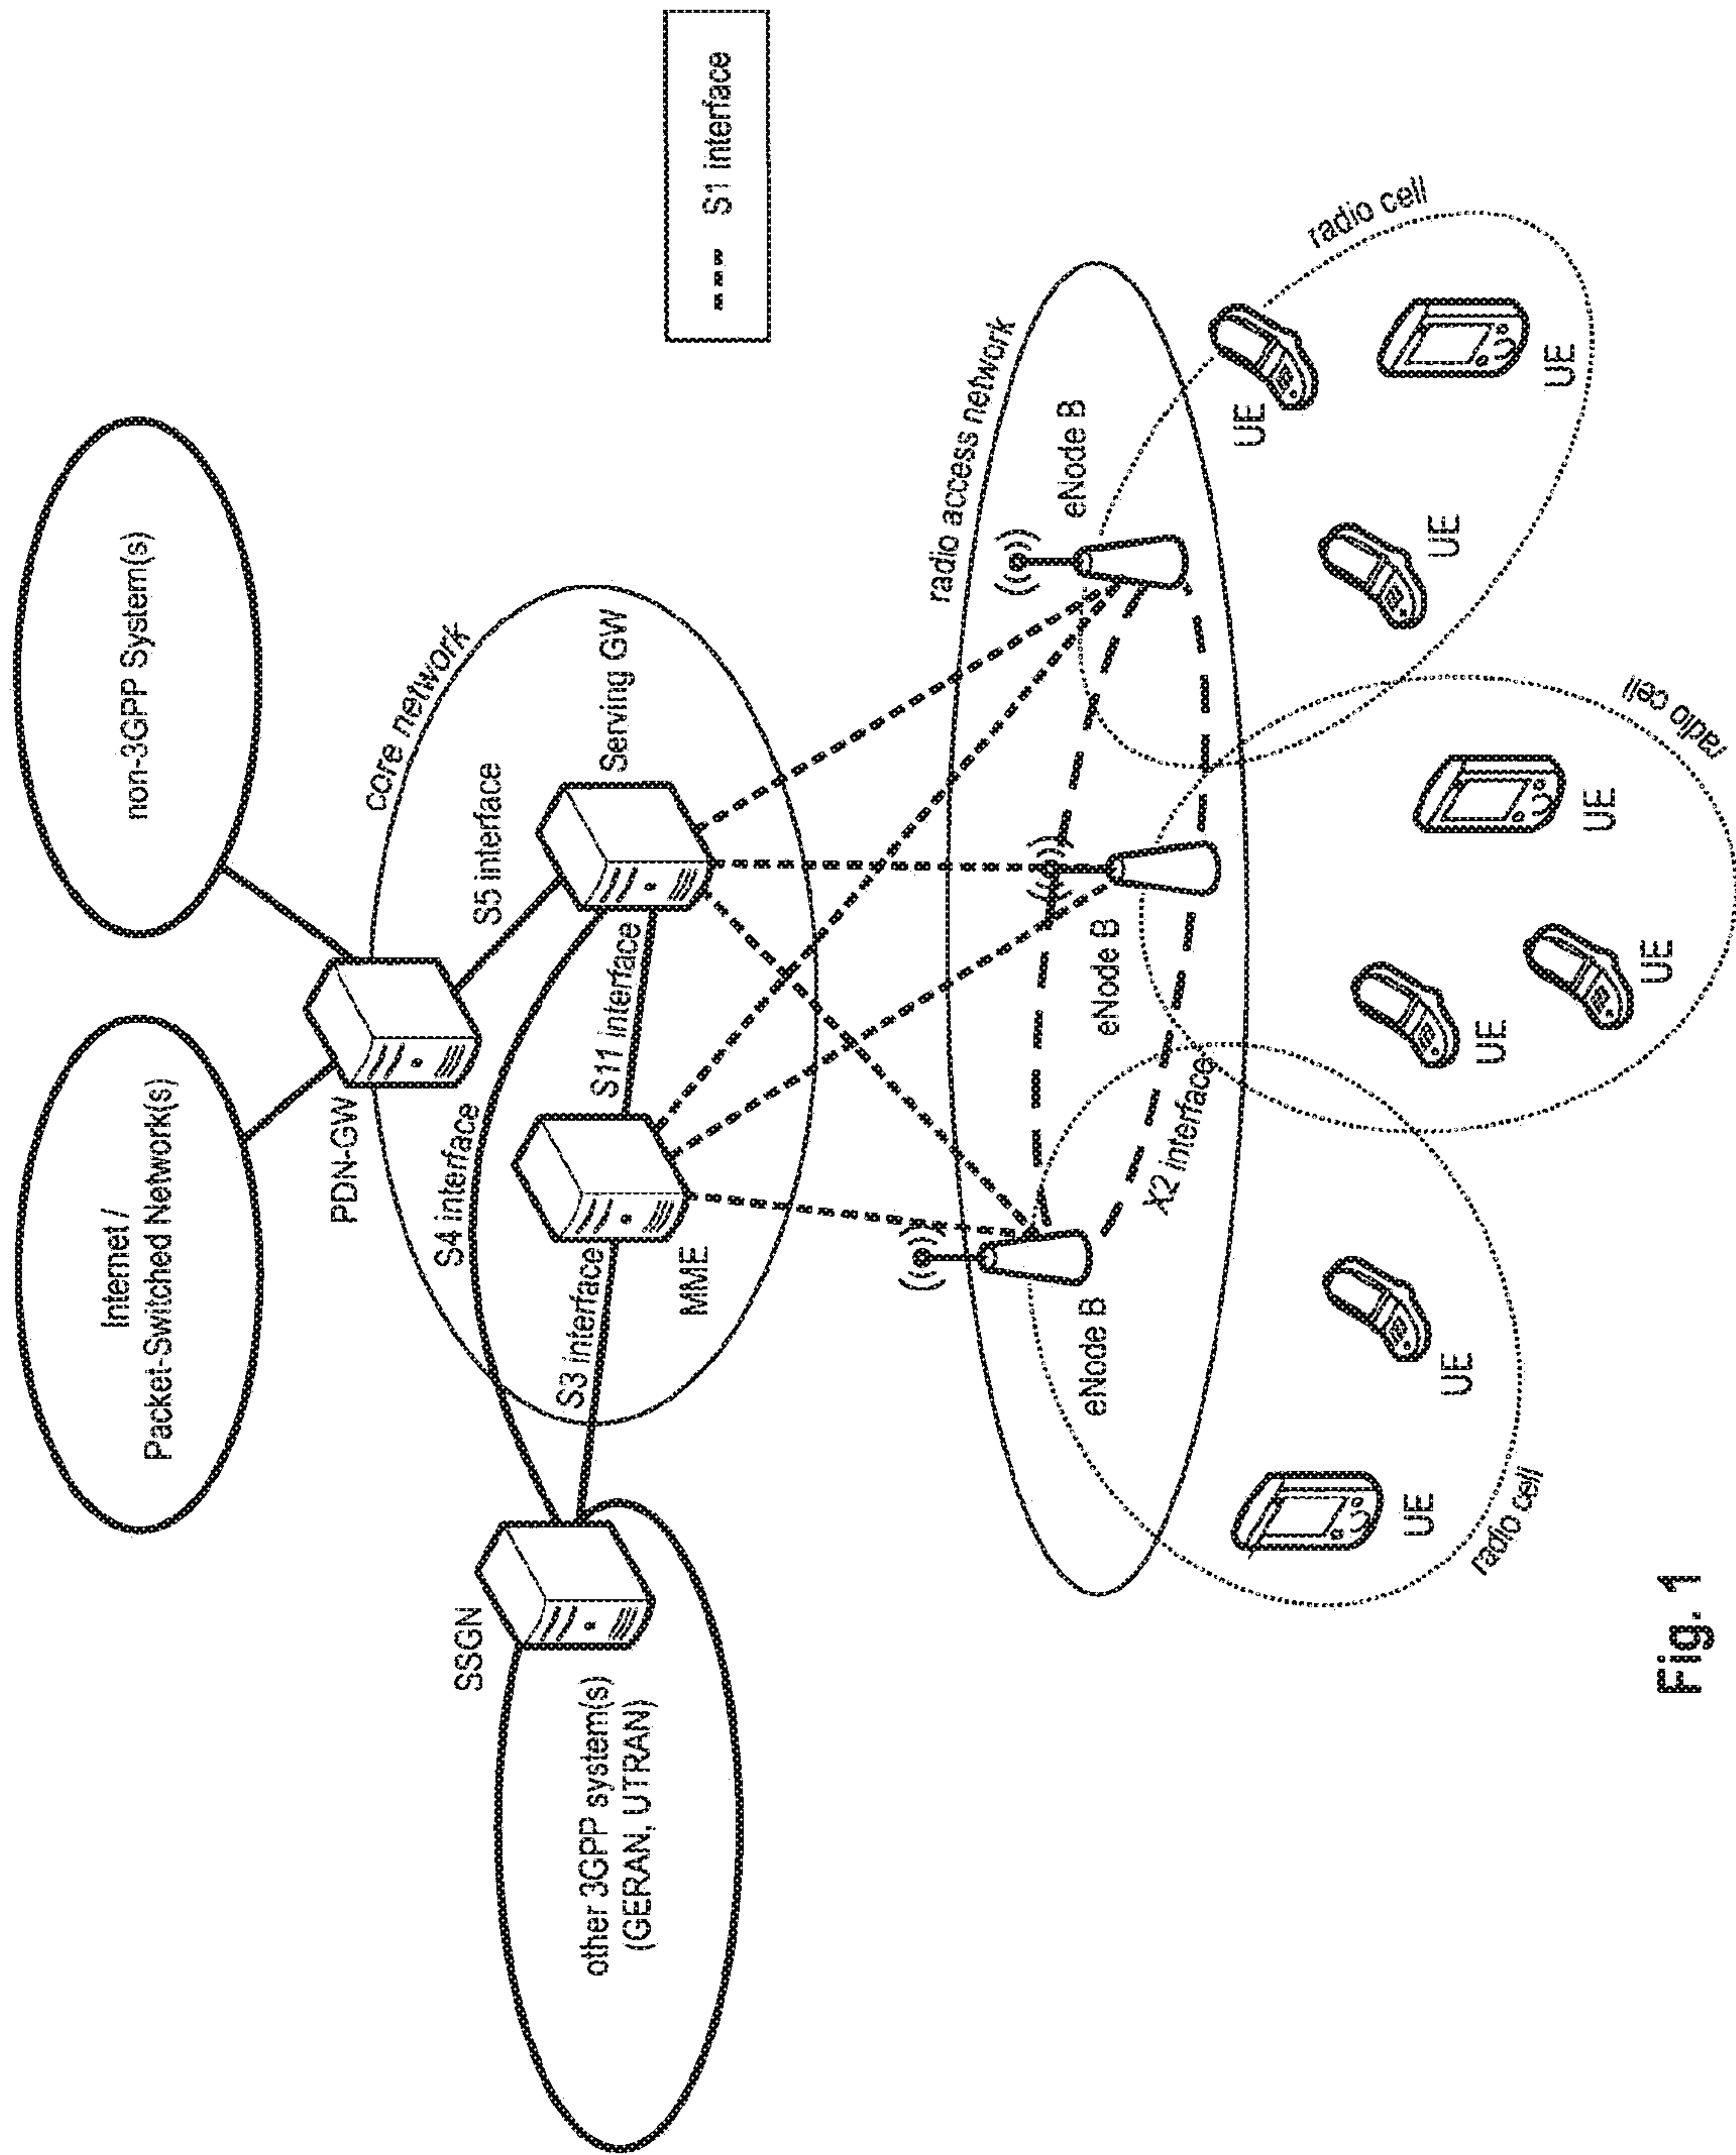 Internet /
Packet-Switched Network(s)
non-3GPP System(s)
PDN-GW
core network
S5 interface
S4 interface
SSGN
S3 interface
S11 interface
Serving GW
MME
other 3GPP system(s)
(GERAN, UTRAN)
S1 interface
radio access network
eNode B
eNode B
eNode B
X2 interface
radio cell
UE
UE
UE
UE
UE
UE
UE
UE
radio cell
radio cell
Fig. 1